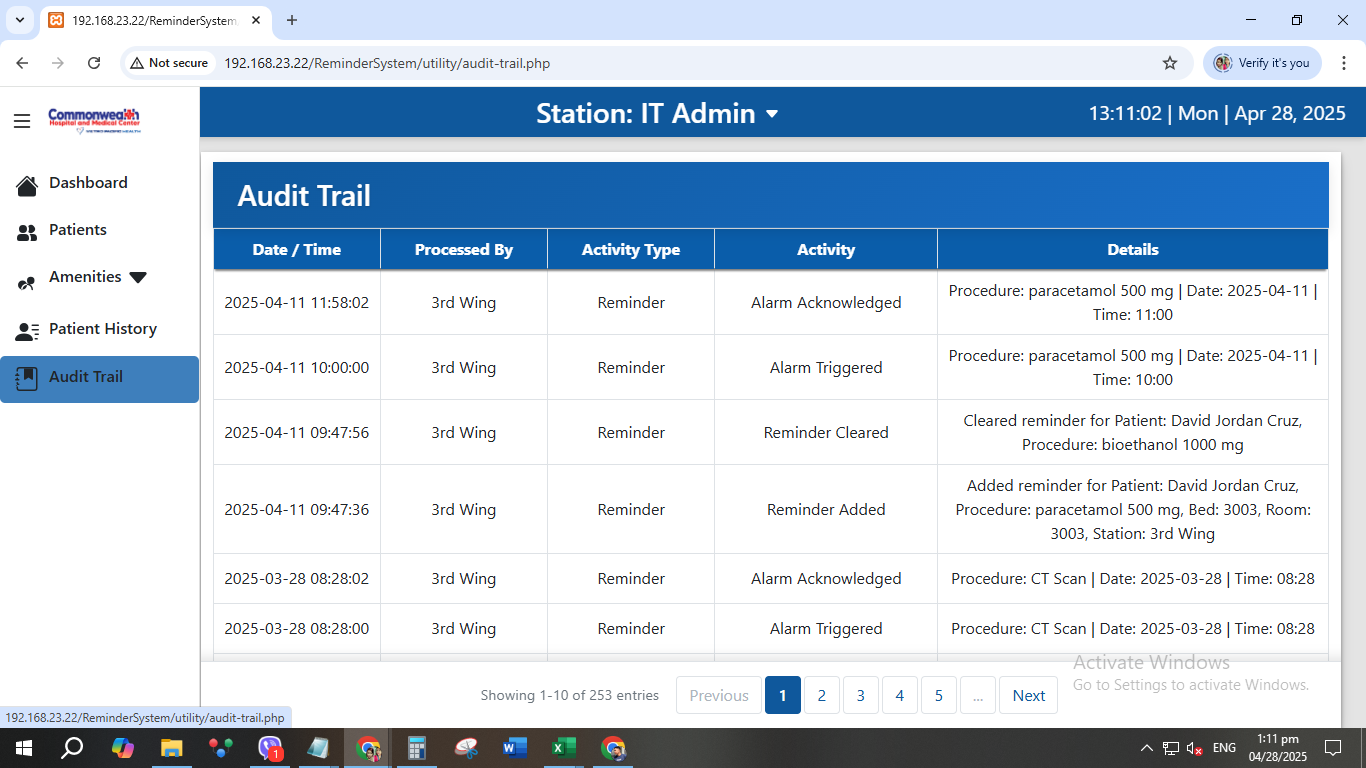 192.168.23.22/ReminderSystem
Not secure
192.168.23.22/ReminderSystem/utility/audit-trail.php
Verify it's you
Commonwealth
Hospital and Medical Center
Station: IT Admin
13:11:02 | Mon | Apr 28, 2025
Dashboard
Patients
Amenities
Patient History
Audit Trail
Audit Trail
Date / Time Processed By Activity Type Activity Details
2025-04-11 11:58:02 3rd Wing Reminder Alarm Acknowledged Procedure: paracetamol 500 mg | Date: 2025-04-11 |
Time: 11:00
2025-04-11 10:00:00 3rd Wing Reminder Alarm Triggered Procedure: paracetamol 500 mg | Date: 2025-04-11 |
Time: 10:00
2025-04-11 09:47:56 3rd Wing Reminder Reminder Cleared Cleared reminder for Patient: David Jordan Cruz,
Procedure: bioethanol 1000 mg
2025-04-11 09:47:36 3rd Wing Reminder Reminder Added Added reminder for Patient: David Jordan Cruz,
Procedure: paracetamol 500 mg, Bed: 3003, Room:
3003, Station: 3rd Wing
2025-03-28 08:28:02 3rd Wing Reminder Alarm Acknowledged Procedure: CT Scan | Date: 2025-03-28 | Time: 08:28
2025-03-28 08:28:00 3rd Wing Reminder Alarm Triggered Procedure: CT Scan | Date: 2025-03-28 | Time: 08:28
Activate Windows
Go to Settings to activate Windows.
Showing 1-10 of 253 entries Previous 1 2 3 4 5 ... Next
192.168.23.22/ReminderSystem/utility/audit-trail.php
1
ENG
1:11 pm
04/28/2025